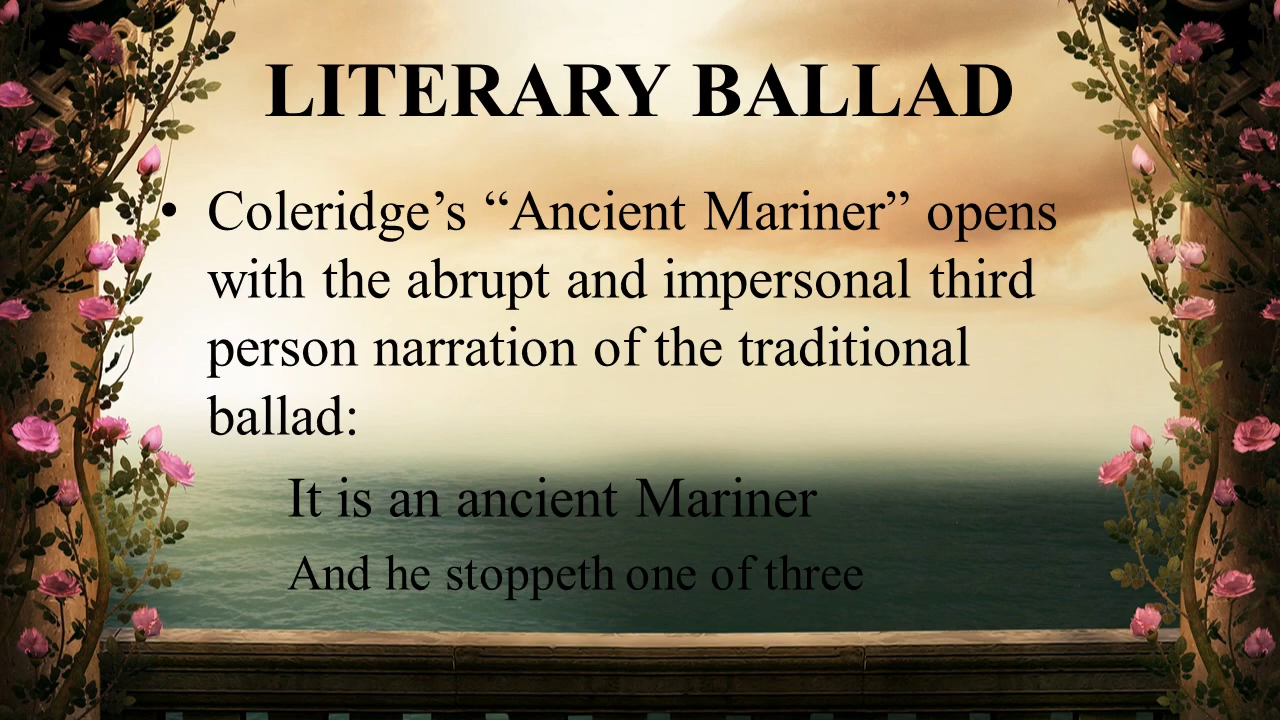 LITERARY BALLAD
• Coleridge’s “Ancient Mariner” opens
with the abrupt and impersonal third
person narration of the traditional
ballad:
It is an ancient Mariner
And he stoppeth one of three